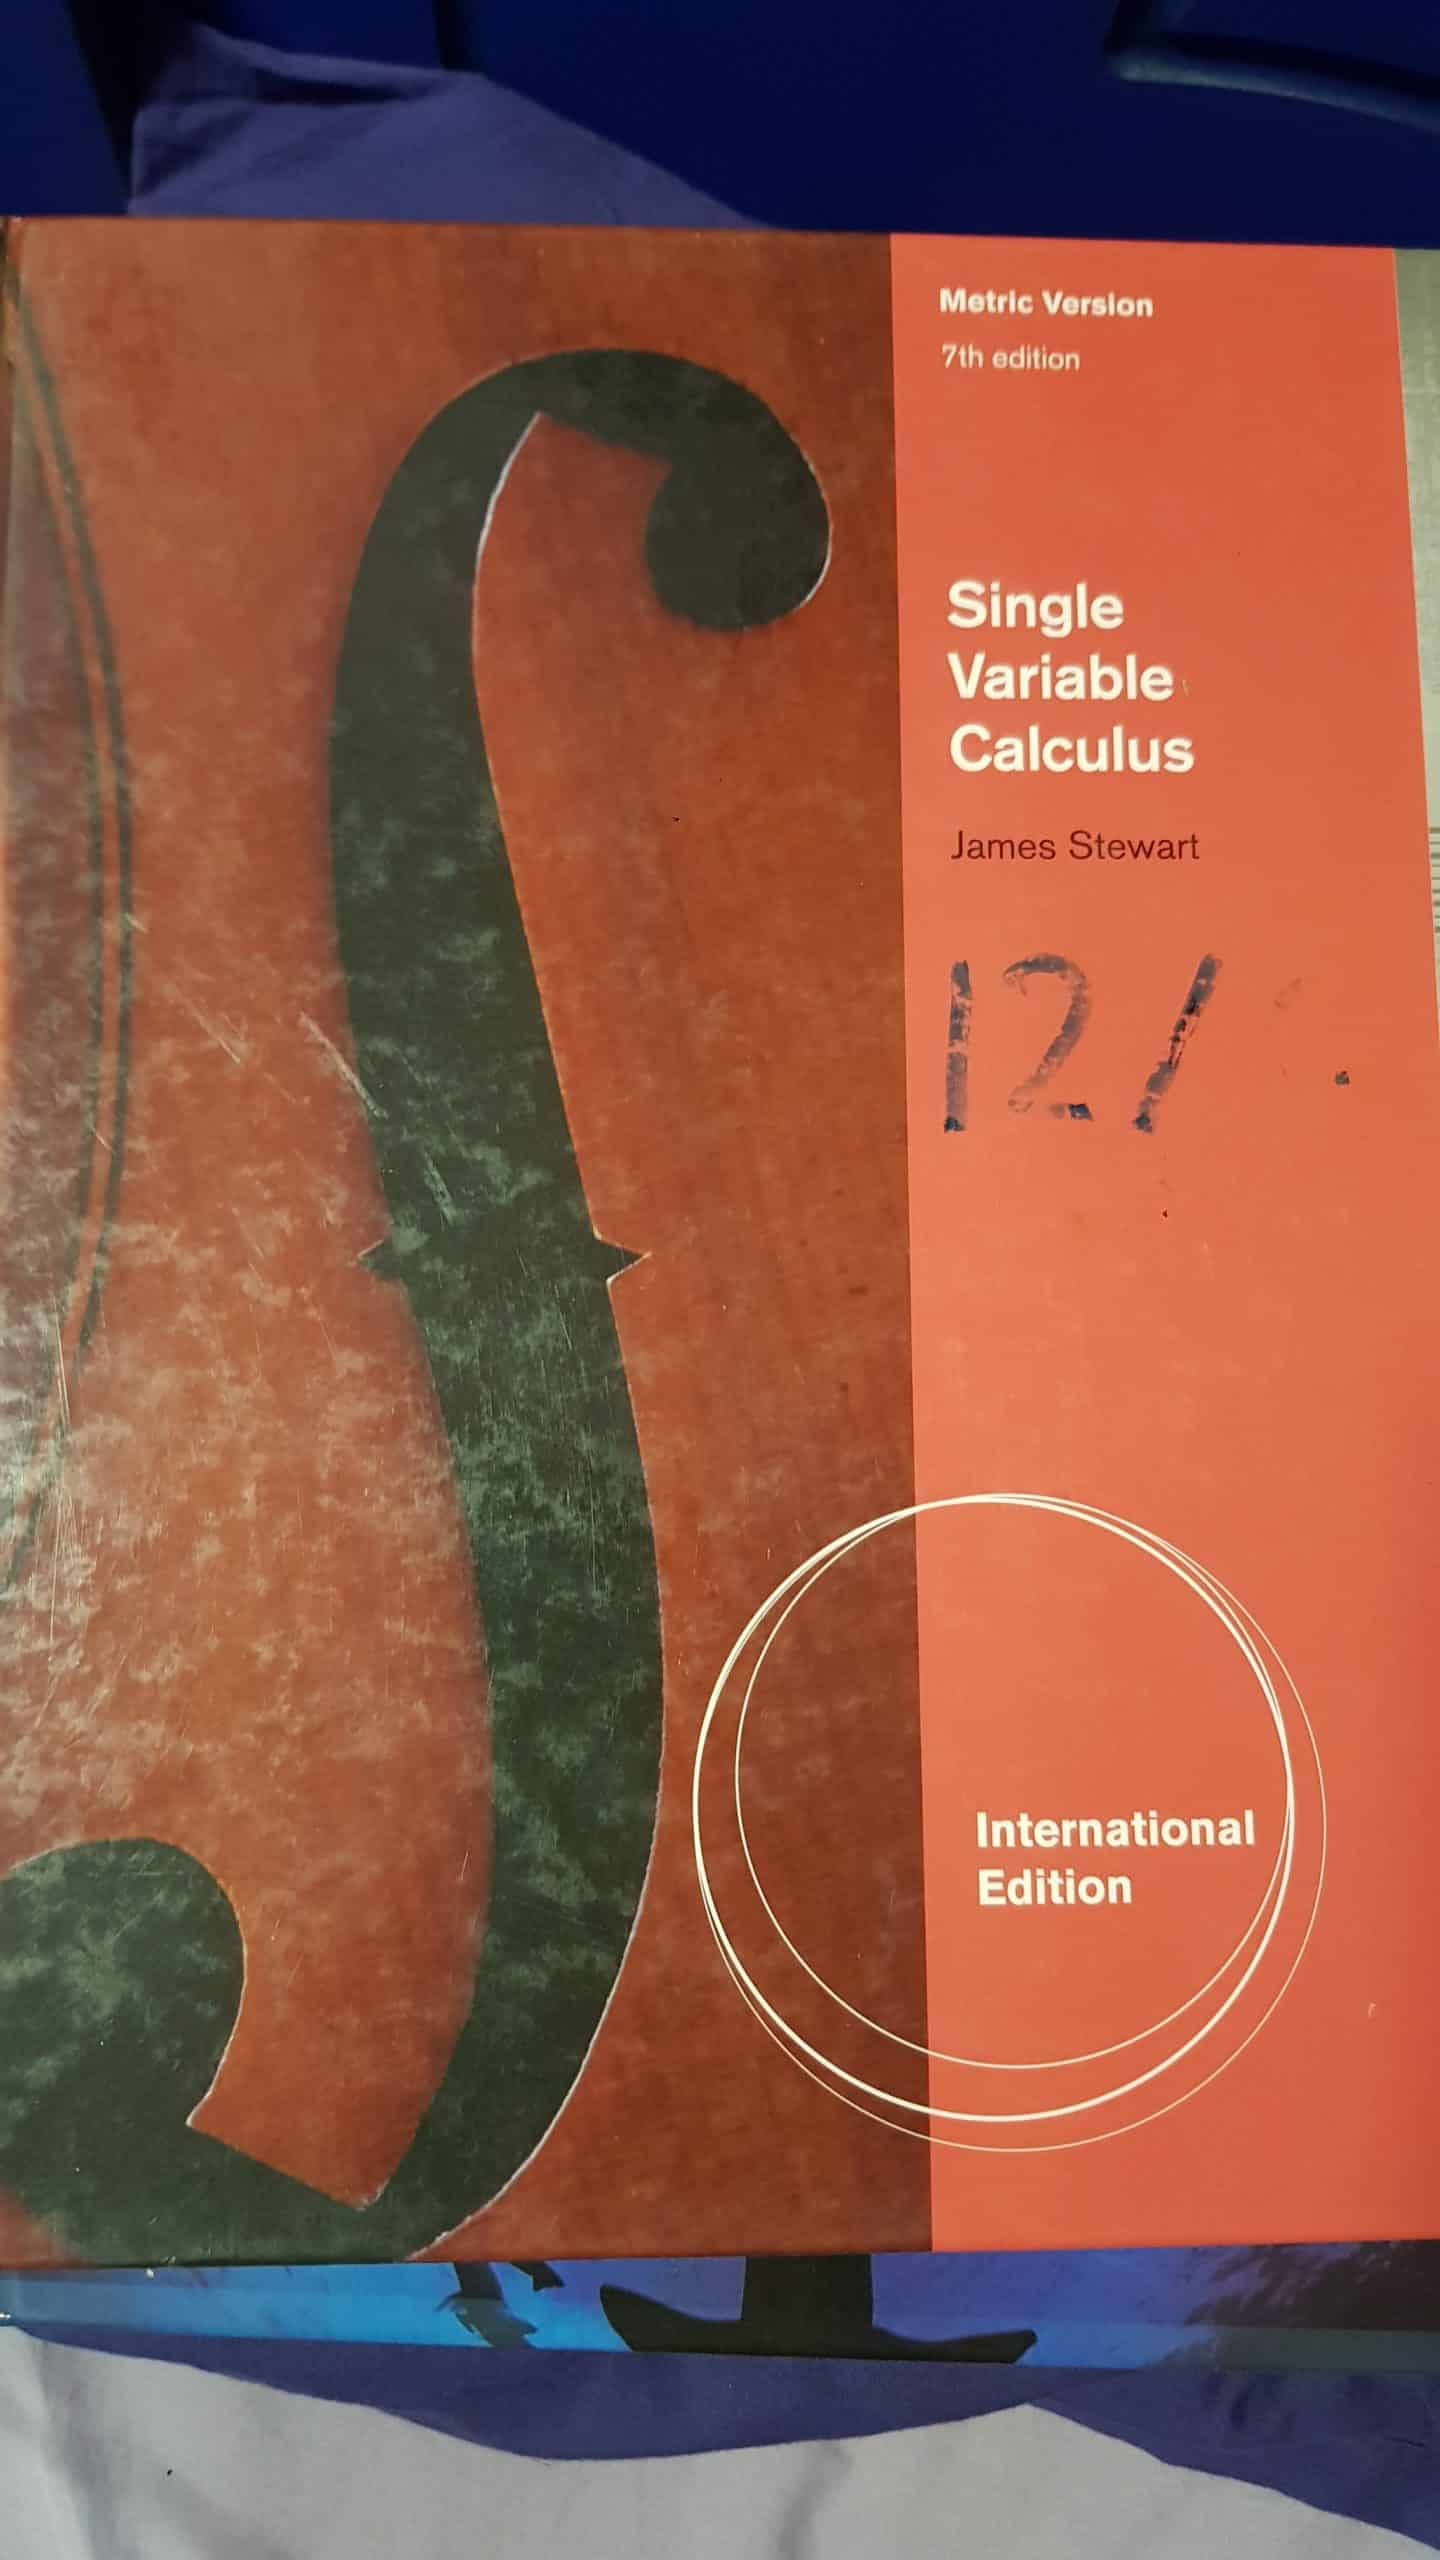 Metric Version
7th edition
Single
Variable
Calculus
James Stewart
12/
International
Edition